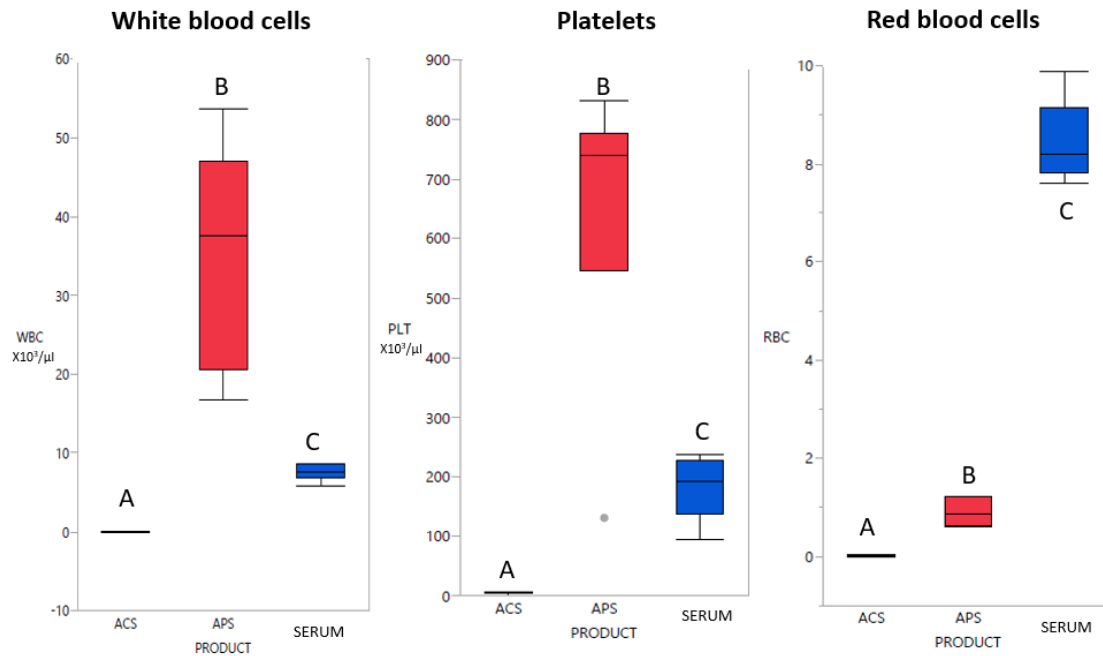 White blood cells
60
50
40
30
20
10
0
-10
WBC
X10³/µl
A
B
C
ACS
APS
SERUM
PRODUCT
Platelets
900
800
700
600
500
400
300
200
100
0
PLT
X10³/µl
A
B
C
ACS
APS
SERUM
PRODUCT
Red blood cells
10
8
6
4
2
0
RBC
A
B
C
ACS
APS
SERUM
PRODUCT